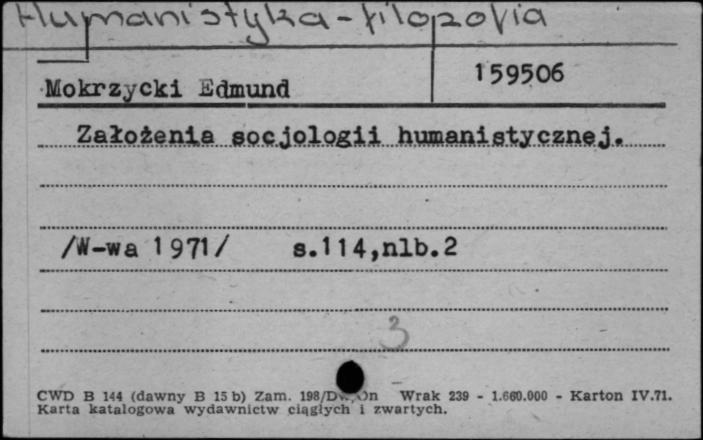 Humanistyka - filozofia
159506
Mokrzycki Edmund
Założenia socjologii humanistycznej.
/W-wa 1971/ s.114,nlb.2
3
CWD B 144 (dawny B 15 b) Zam. 198/ Wrak 239 - 1.660.000 - Karton IV.71.
Karta katalogowa wydawnictw ciągłych i zwartych.